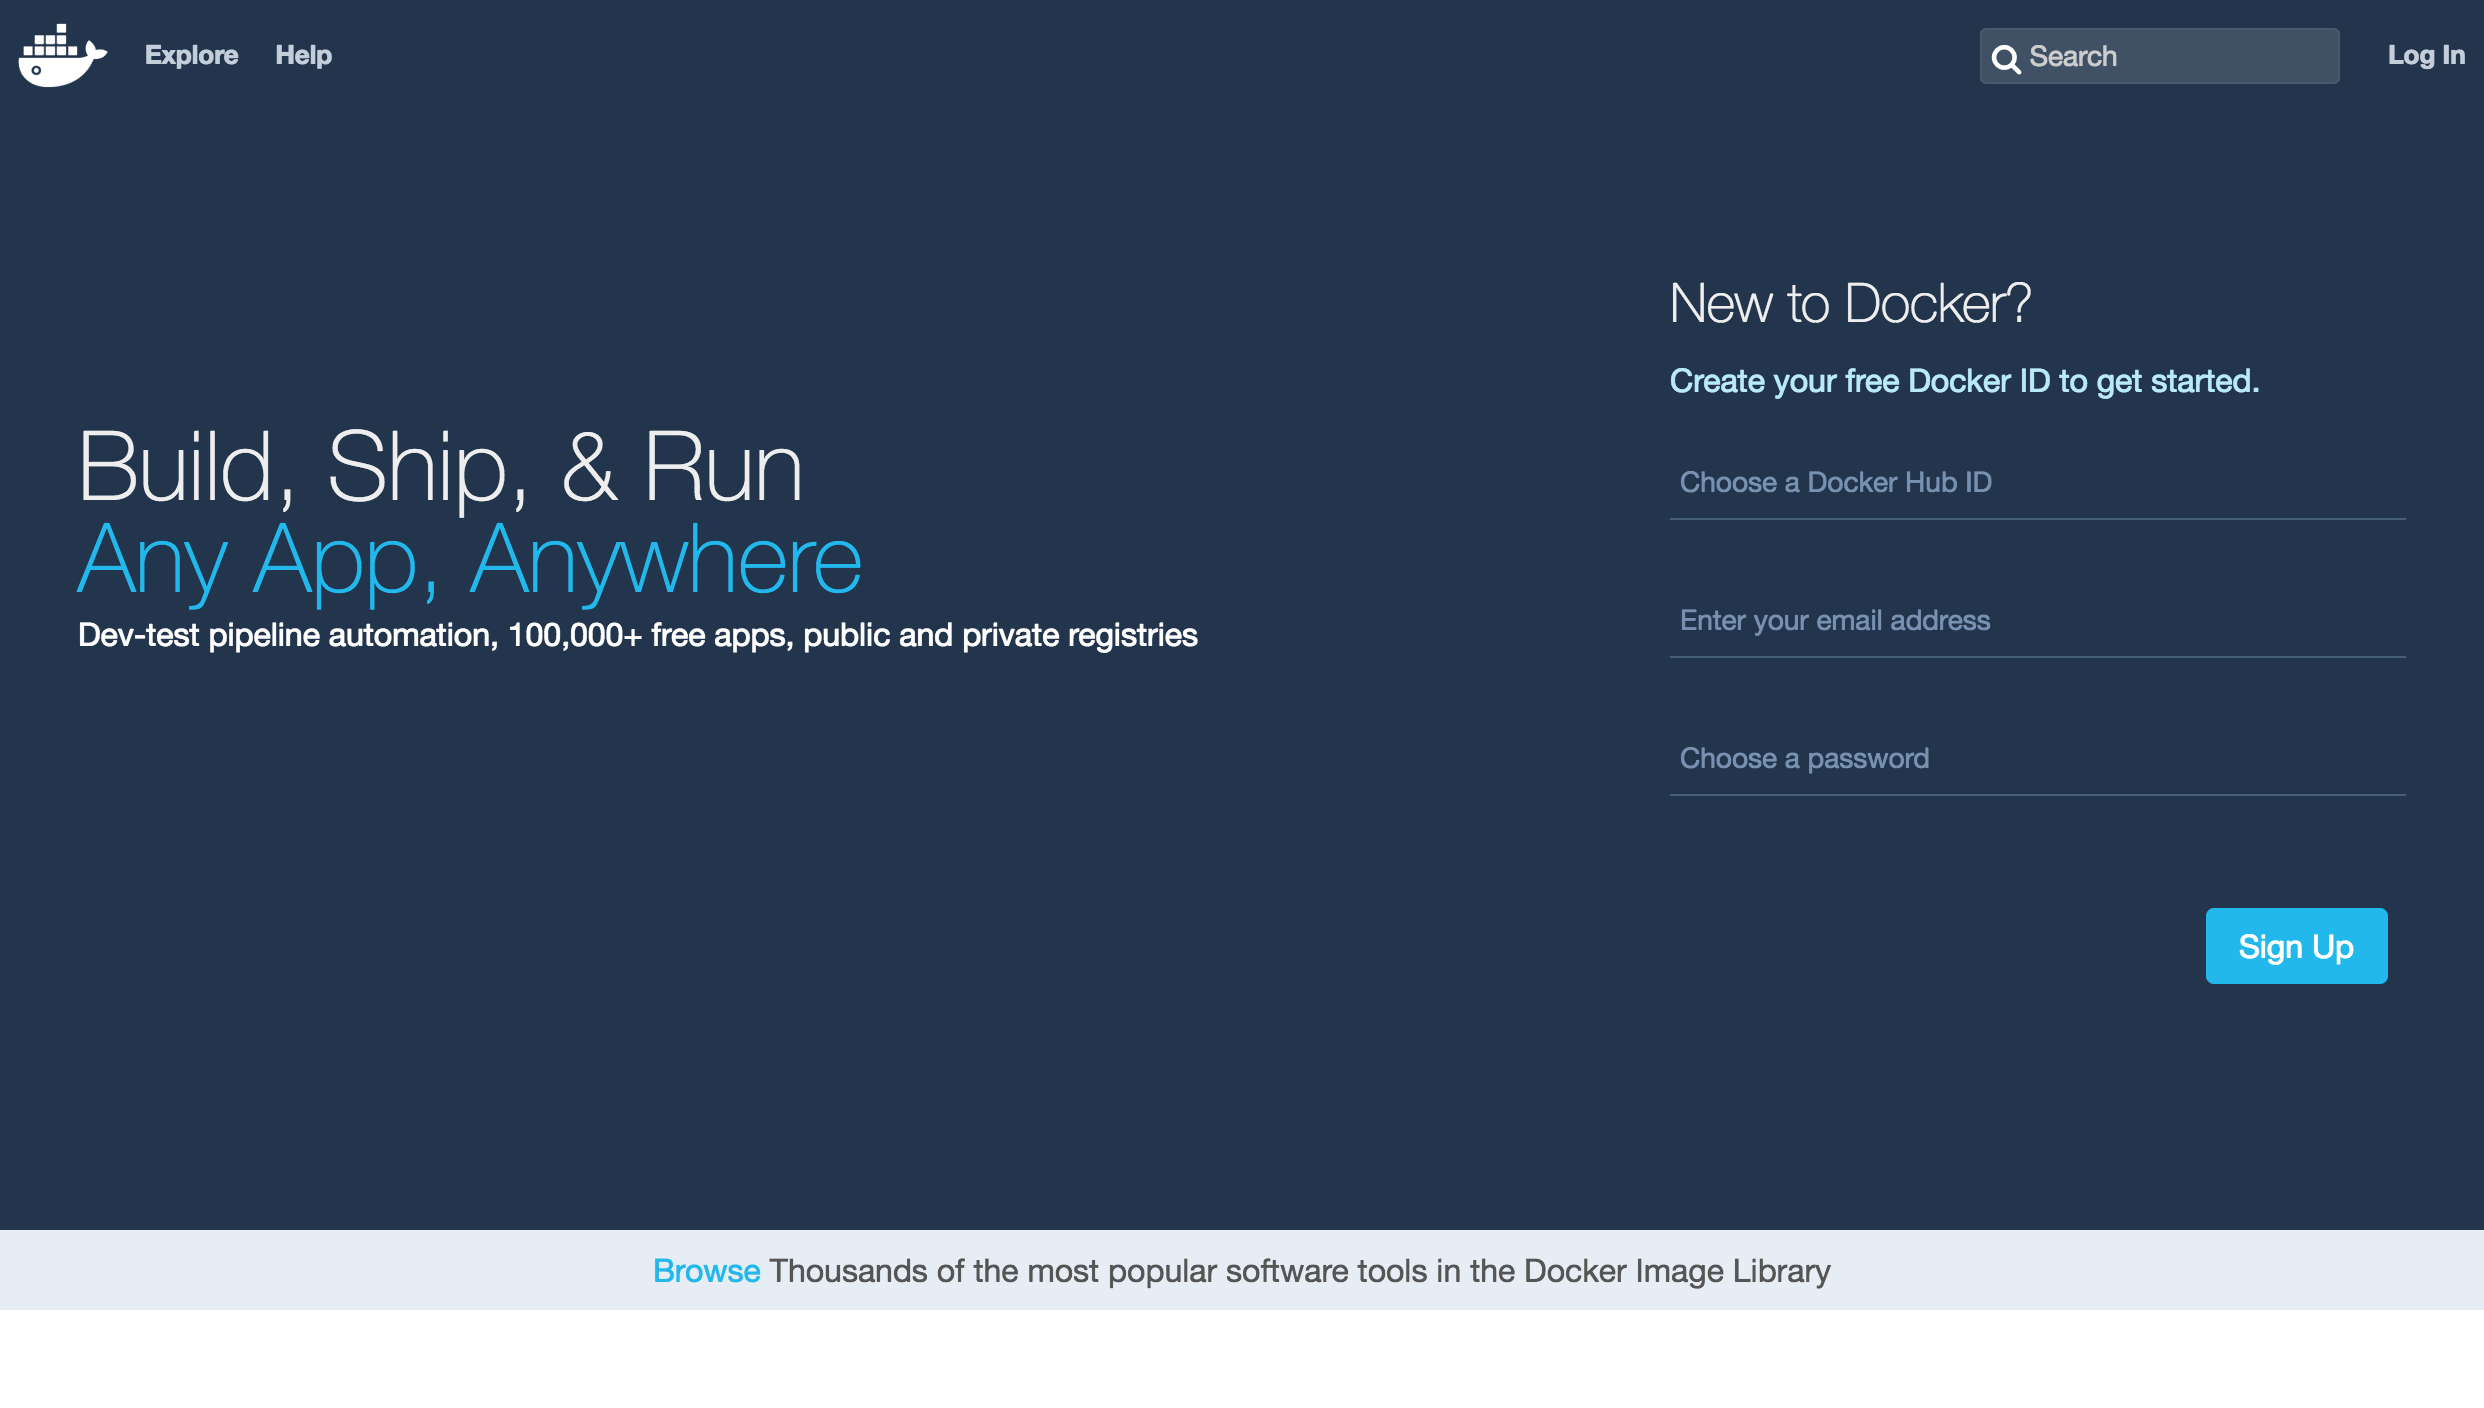 Explore
Help
Search
Log In
Build, Ship, & Run
Any App, Anywhere
Dev-test pipeline automation, 100,000+ free apps, public and private registries
New to Docker?
Create your free Docker ID to get started.
Choose a Docker Hub ID
Enter your email address
Choose a password
Sign Up
Browse Thousands of the most popular software tools in the Docker Image Library